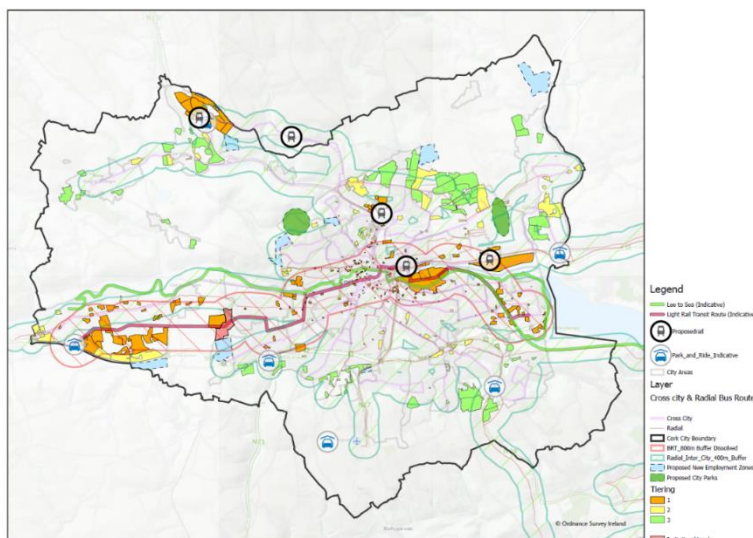 Legend
Lee to Sea (Indicative)
Light Rail Transit Route (Indicative
Proposedrail
Park_and_Ride_Indicative
City Areas
Layer
Cross city & Radial Bus Route
Cross City
Radial
Cork City Boundary
BRT_800m Buffer Dissolved
Radial_Inter_City_400m_Buffer
Proposed New Employment Zones
Proposed City Parks
Tiering
1
2
3
© Ordnance Survey Ireland